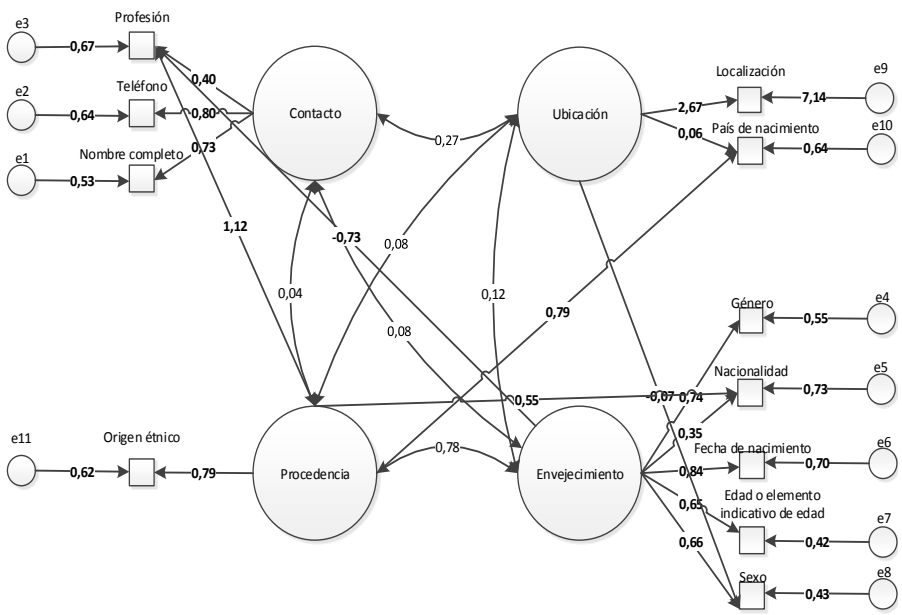 e3
Profesión
0,67
0,40
e2
Teléfono
0,64
0,80
Contacto
e1
Nombre completo
0,53
0,73
0,27
Ubicación
Localización
e9
2,67
7,14
País de nacimiento
e10
0,06
0,64
1,12
-0,73
0,08
0,04
0,12
0,08
0,79
Género
e4
0,55
Nacionalidad
e5
0,55
-0,07
0,74
0,73
0,35
e11
Origen étnico
0,62
0,79
Procedencia
0,78
Envejecimiento
Fecha de nacimiento
e6
0,84
0,70
Edad o elemento
indicativo de edad
e7
0,65
0,42
0,66
Sexo
e8
0,43